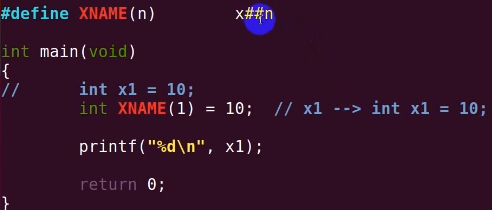 #define XNAME(n) x##n
int main(void)
{
// int x1 = 10;
int XNAME(1) = 10; // x1 --> int x1 = 10;
printf("%d\n", x1);
return 0;
}